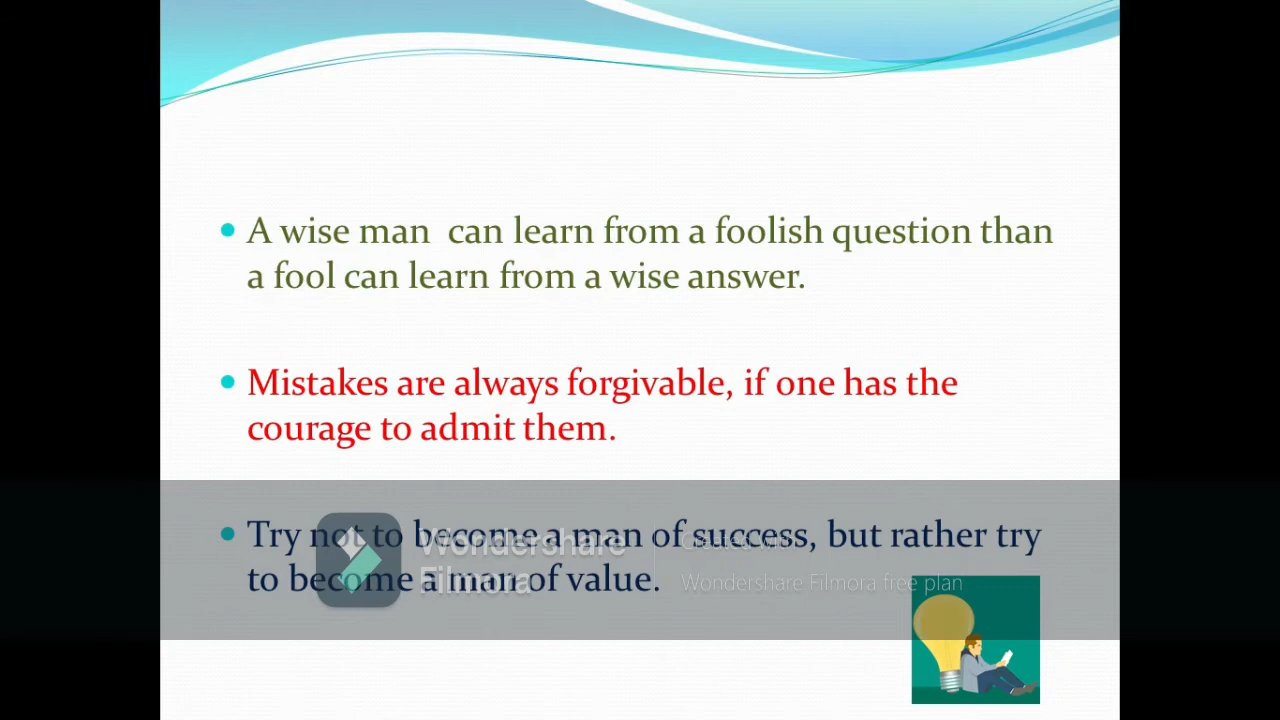 A wise man  can learn from a foolish question than
a fool can learn from a wise answer.
Mistakes are always forgivable, if one has the
courage to admit them.
Try not to become a man of success, but rather try
to become a man of value.
Wondershare
Filmora
Created with
Wondershare Filmora free plan